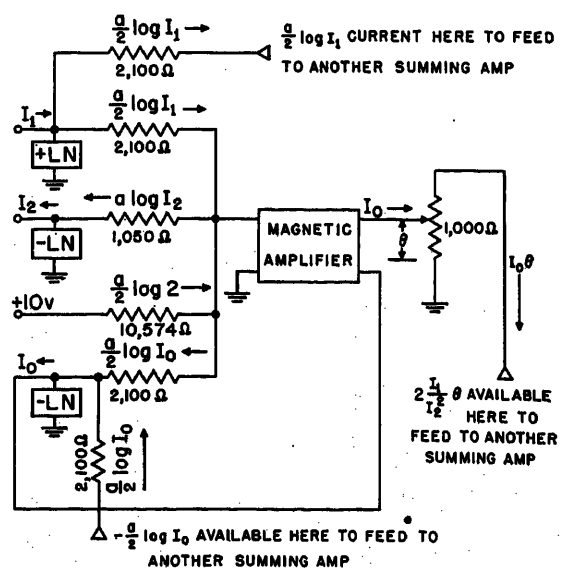 a/2 log I₁
2,100Ω
a/2 log I₁ CURRENT HERE TO FEED
TO ANOTHER SUMMING AMP
I₁
a/2 log I₁
2,100Ω
+LN
I₂
a log I₂
1,050Ω
-LN
MAGNETIC
AMPLIFIER
I₀
θ
1,000Ω
I₀θ
+10v
a/2 log 2
10,574Ω
I₀
a/2 log I₀
2,100Ω
-LN
2,100Ω
a/2 log I₀
2 I₁/I₂² θ AVAILABLE
HERE TO
FEED TO ANOTHER
SUMMING AMP
-a/2 log I₀ AVAILABLE HERE TO FEED TO
ANOTHER SUMMING AMP